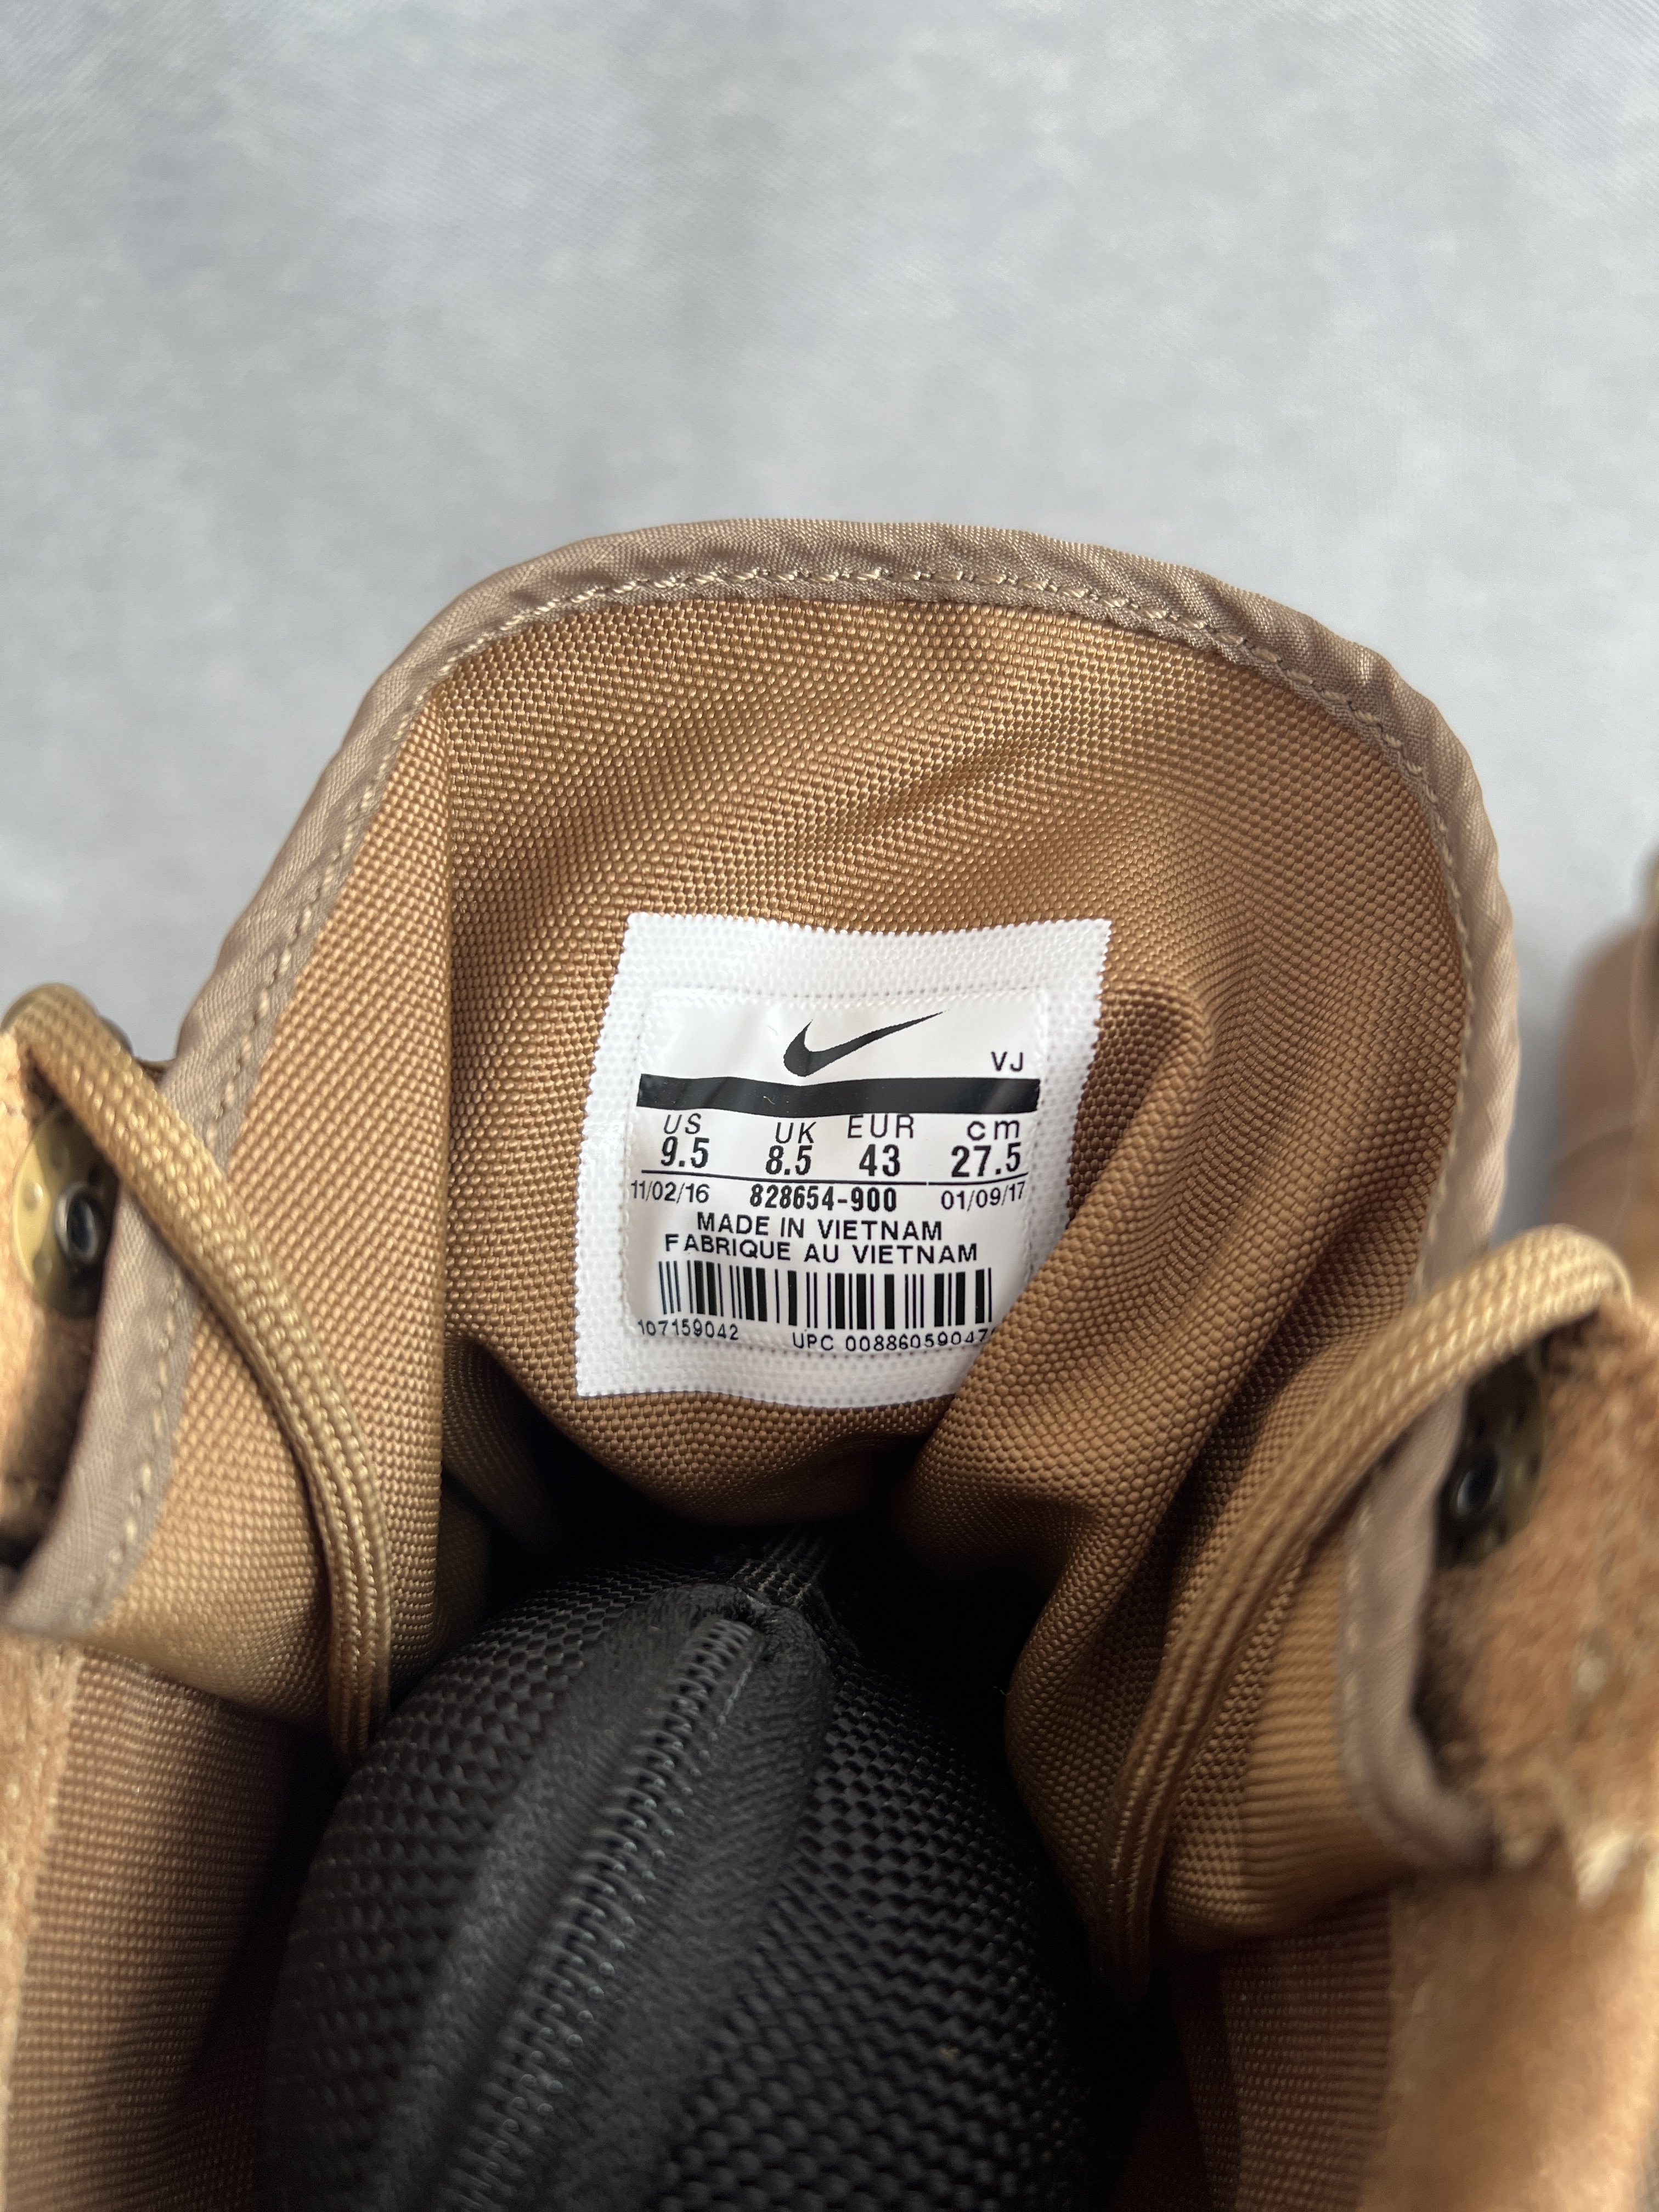 VJ
US UK EUR cm
9.5 8.5 43 27.5
11/02/16 828654-900 01/09/17
MADE IN VIETNAM
FABRIQUE AU VIETNAM
107159042 UPC 0088605904